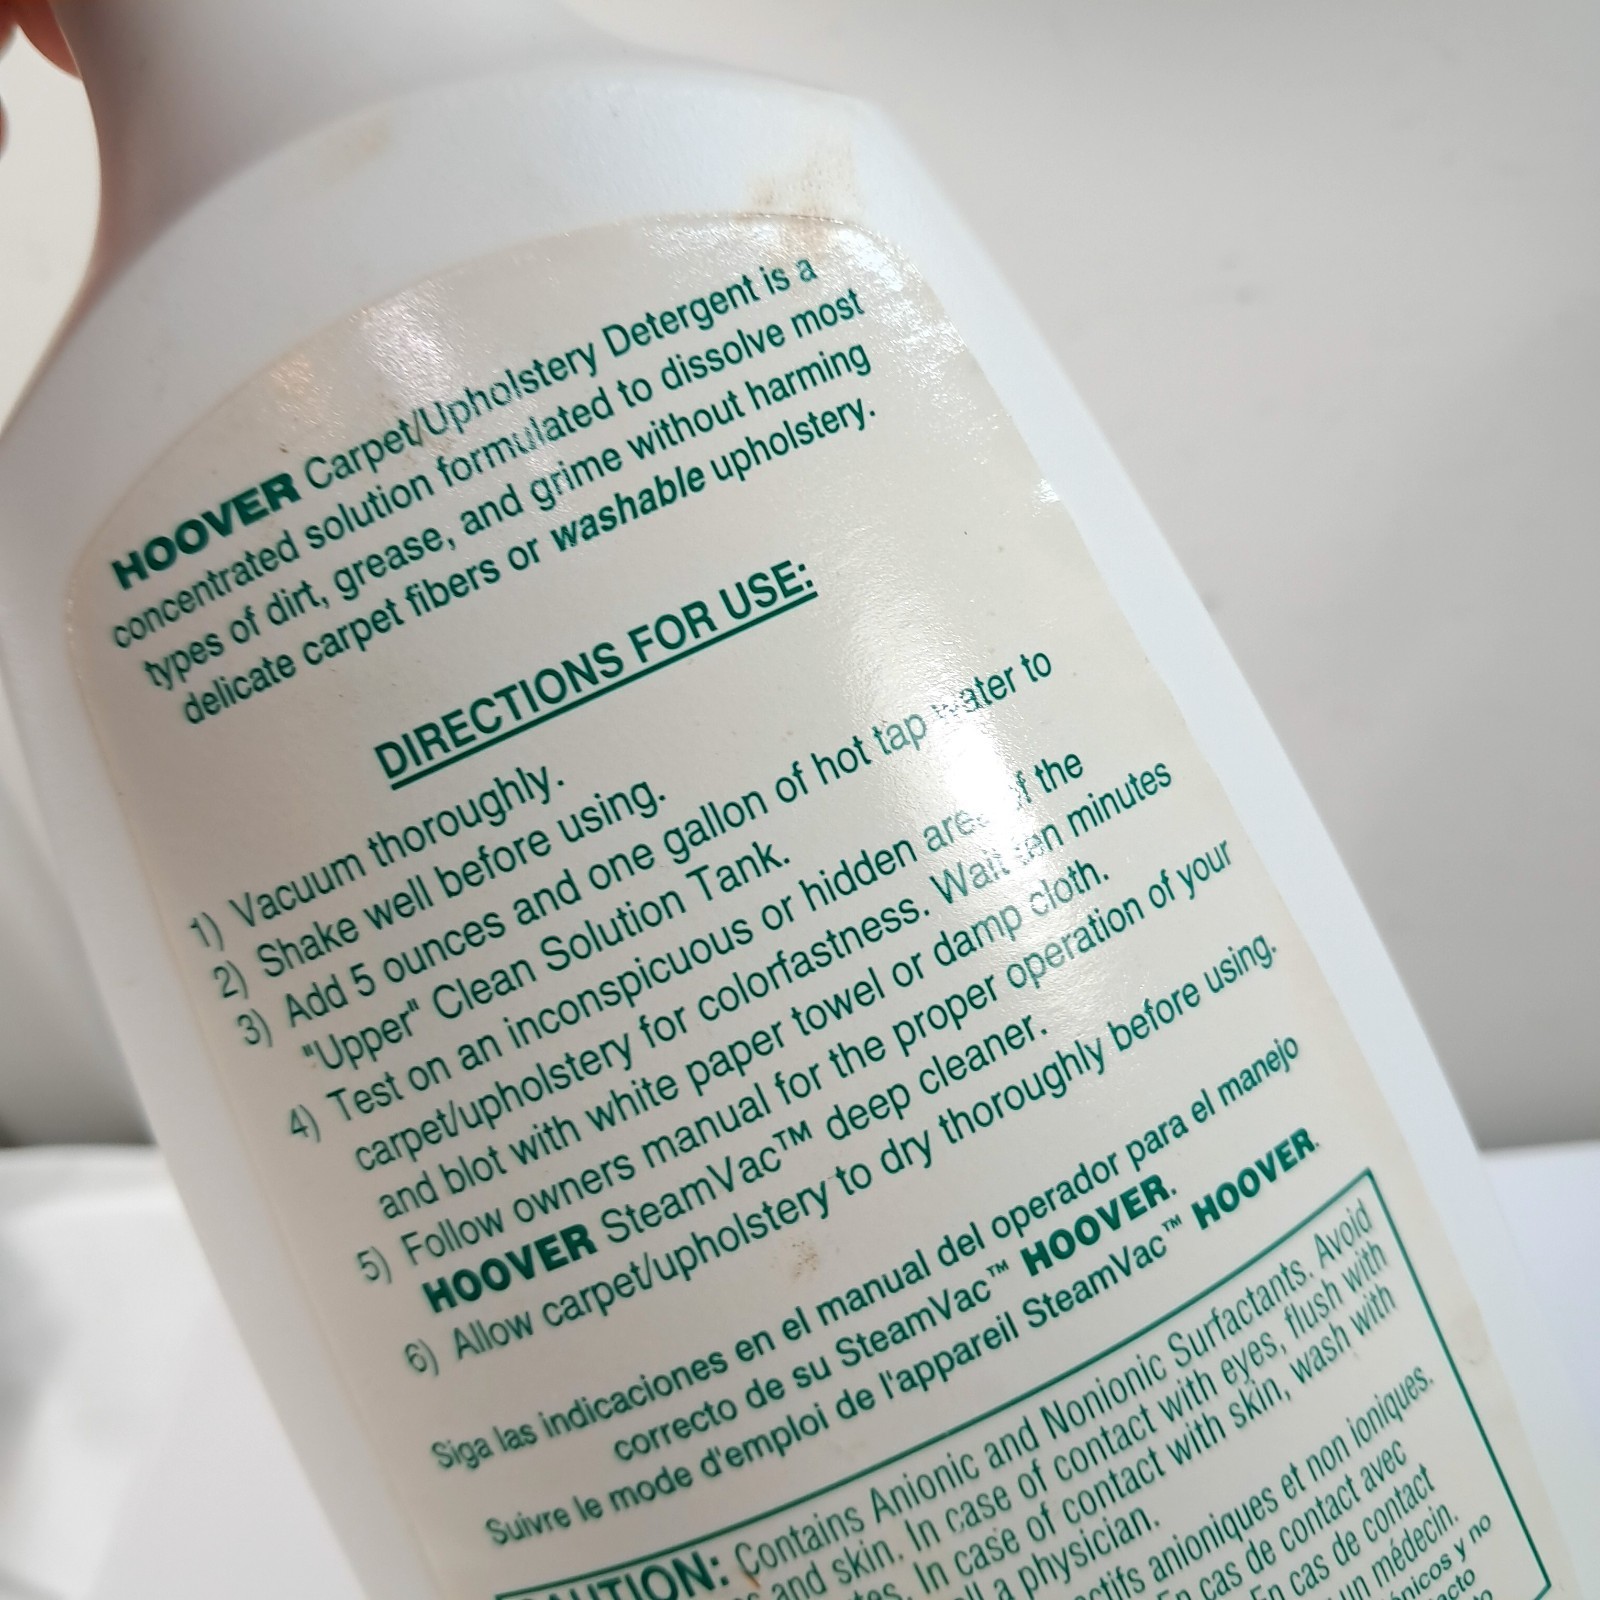 HOOVER Carpet/Upholstery Detergent is a
concentrated solution formulated to dissolve most
types of dirt, grease, and grime without harming
delicate carpet fibers or washable upholstery.
DIRECTIONS FOR USE:
1) Vacuum thoroughly.
2) Shake well before using.
3) Add 5 ounces and one gallon of hot tap water to
"Upper" Clean Solution Tank.
4) Test on an inconspicuous or hidden area of the
carpet/upholstery for colorfastness. Wait ten minutes
and blot with white paper towel or damp cloth.
5) Follow owners manual for the proper operation of your
HOOVER SteamVac™ deep cleaner.
6) Allow carpet/upholstery to dry thoroughly before using.
Siga las indicaciones en el manual del operador para el manejo
correcto de su SteamVac™ HOOVER.
Suivre le mode d'emploi de l'appareil SteamVac™ HOOVER.
CAUTION: Contains Anionic and Nonionic Surfactants. Avoid
and skin. In case of contact with eyes, flush with
In case of contact with skin, wash with
a physician.
anioniques et non ioniques.
cas de contact avec
En cas de contact
un médecin.
y no